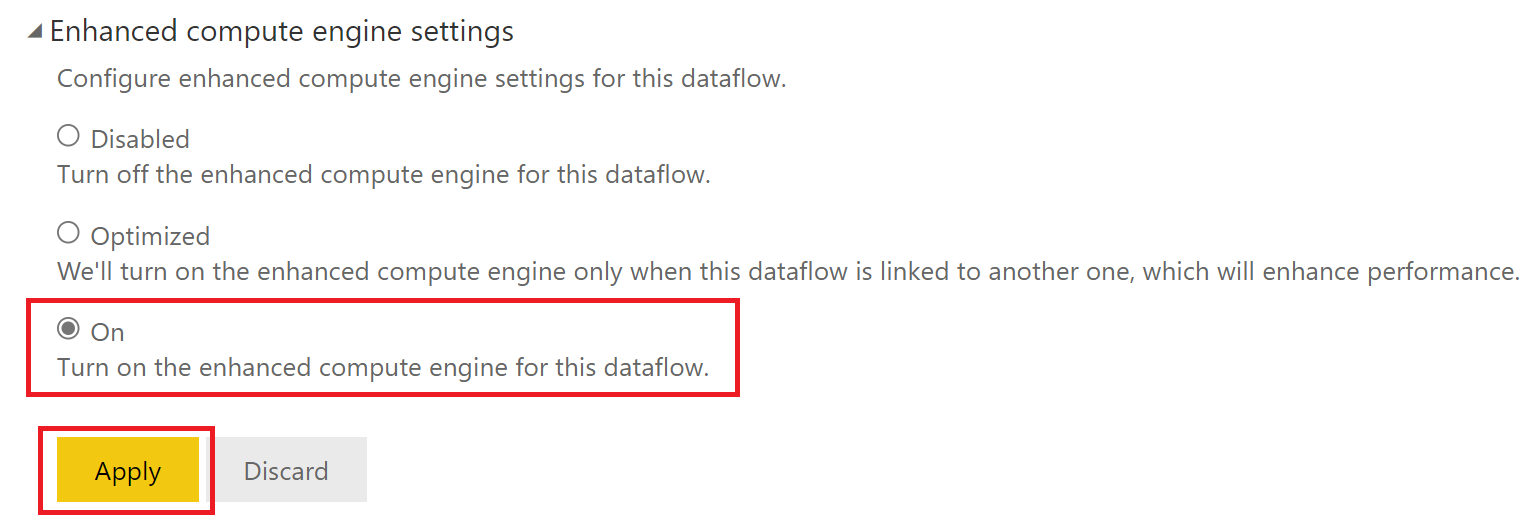 Enhanced compute engine settings
Configure enhanced compute engine settings for this dataflow.
Disabled
Turn off the enhanced compute engine for this dataflow.
Optimized
We'll turn on the enhanced compute engine only when this dataflow is linked to another one, which will enhance performance.
On
Turn on the enhanced compute engine for this dataflow.
Apply Discard